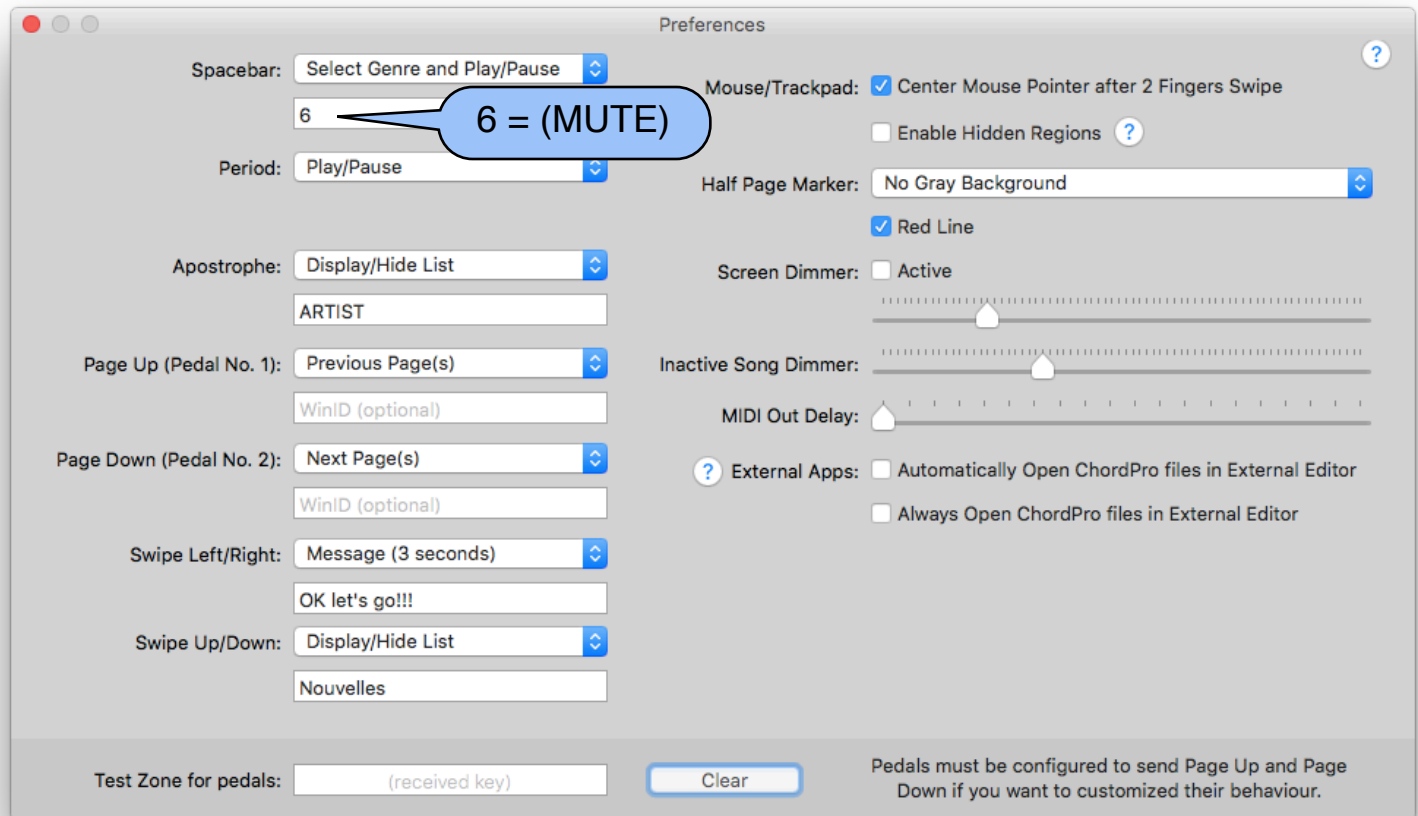 Preferences
Spacebar: Select Genre and Play/Pause
6
6 = (MUTE)
Period: Play/Pause
Apostrophe: Display/Hide List
ARTIST
Page Up (Pedal No. 1): Previous Page(s)
WinID (optional)
Page Down (Pedal No. 2): Next Page(s)
WinID (optional)
Swipe Left/Right: Message (3 seconds)
OK let's go!!!
Swipe Up/Down: Display/Hide List
Nouvelles
?
Mouse/Trackpad: Center Mouse Pointer after 2 Fingers Swipe
Enable Hidden Regions ?
Half Page Marker: No Gray Background
Red Line
Screen Dimmer: Active
Inactive Song Dimmer:
MIDI Out Delay:
? External Apps: Automatically Open ChordPro files in External Editor
Always Open ChordPro files in External Editor
Test Zone for pedals: (received key) Clear
Pedals must be configured to send Page Up and Page
Down if you want to customized their behaviour.